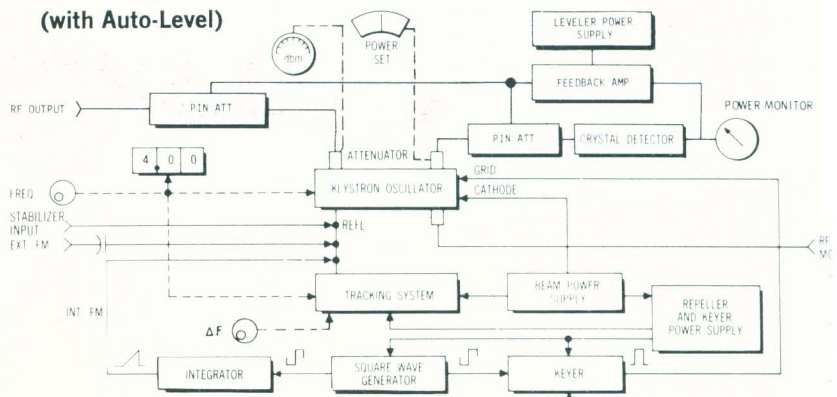 (with Auto-Level)
dbm
POWER
SET
LEVELER POWER
SUPPLY
FEEDBACK AMP
POWER MONITOR
RF OUTPUT
PIN ATT
PIN ATT
CRYSTAL DETECTOR
ATTENUATOR
4 0 0
KLYSTRON OSCILLATOR
GRID
CATHODE
FREQ.
STABILIZER
INPUT
EXT FM
REFL
RF
INT FM
TRACKING SYSTEM
BEAM POWER
SUPPLY
REPELLER
AND KEYER
POWER SUPPLY
ΔF
INTEGRATOR
SQUARE WAVE
GENERATOR
KEYER